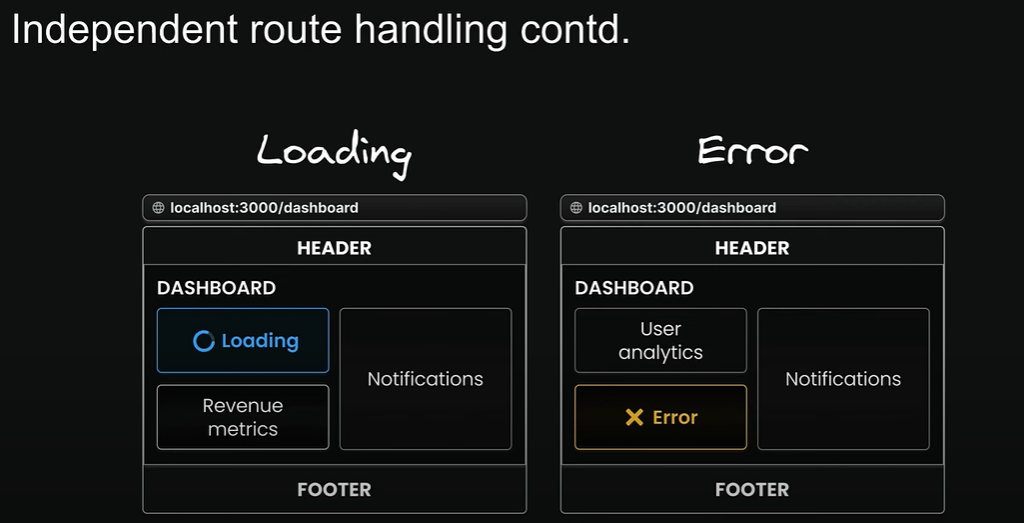 Independent route handling contd.
Loading
localhost:3000/dashboard
HEADER
DASHBOARD
Loading
Revenue
metrics
Notifications
FOOTER
Error
localhost:3000/dashboard
HEADER
DASHBOARD
User
analytics
Error
Notifications
FOOTER